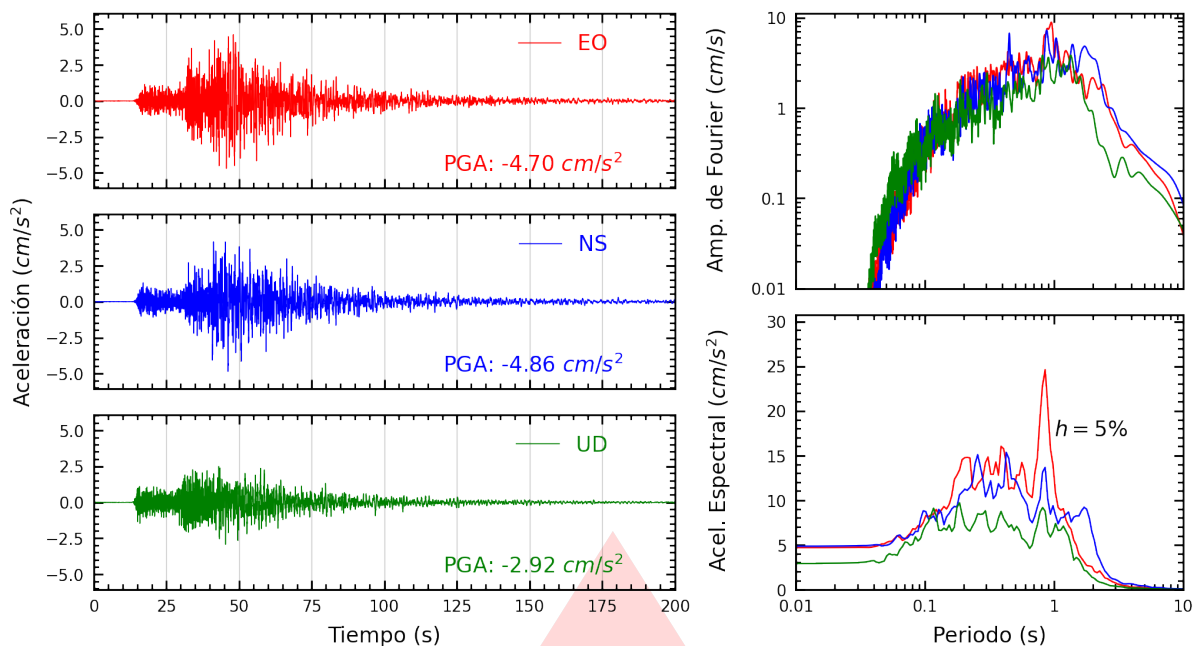 Aceleración (cm/s²)
5.0
2.5
0.0
−2.5
−5.0
EO
PGA: -4.70 cm/s²
5.0
2.5
0.0
−2.5
−5.0
NS
PGA: -4.86 cm/s²
5.0
2.5
0.0
−2.5
−5.0
UD
PGA: -2.92 cm/s²
0 25 50 75 100 125 150 175 200
Tiempo (s)
Amp. de Fourier (cm/s)
10
1
0.1
0.01
Acel. Espectral (cm/s²)
30
25
20
15
10
5
0
h = 5%
0.01 0.1 1 10
Periodo (s)